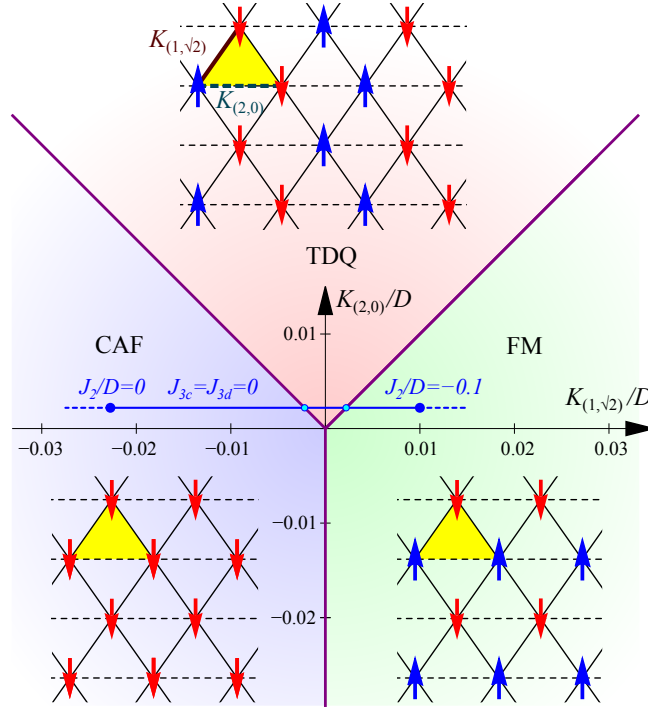 K(1,√2)
K(2,0)
TDQ
K(2,0)/D
0.01
CAF
FM
J2/D=0
J3c=J3d=0
J2/D=−0.1
K(1,√2)/D
−0.03
−0.02
−0.01
0.01
0.02
0.03
−0.01
−0.02